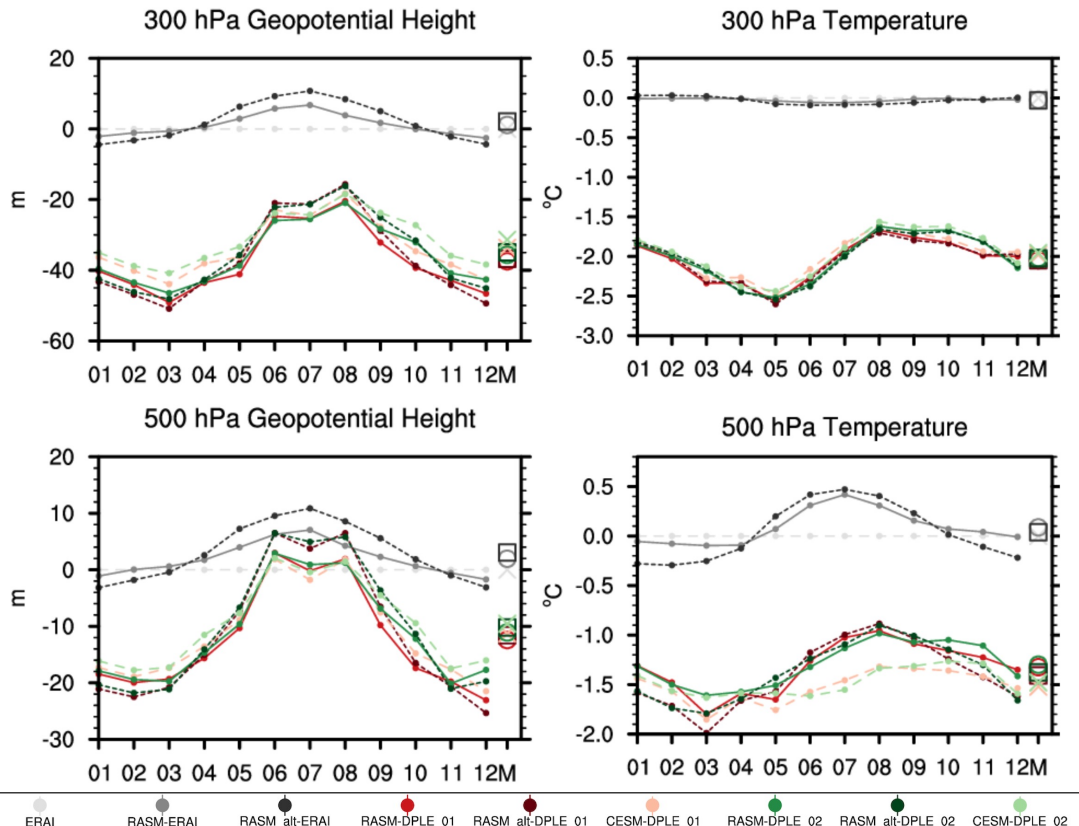 300 hPa Geopotential Height
300 hPa Temperature
20
0
-20
-40
-60
m
01 02 03 04 05 06 07 08 09 10 11 12M
0.5
0.0
-0.5
-1.0
-1.5
-2.0
-2.5
-3.0
°C
01 02 03 04 05 06 07 08 09 10 11 12M
500 hPa Geopotential Height
500 hPa Temperature
20
10
0
-10
-20
-30
m
01 02 03 04 05 06 07 08 09 10 11 12M
0.5
0.0
-0.5
-1.0
-1.5
-2.0
°C
01 02 03 04 05 06 07 08 09 10 11 12M
ERAI RASM-ERAI RASM_alt-ERAI RASM-DPLE_01 RASM_alt-DPLE_01 CESM-DPLE_01 RASM-DPLE_02 RASM_alt-DPLE_02 CESM-DPLE_02